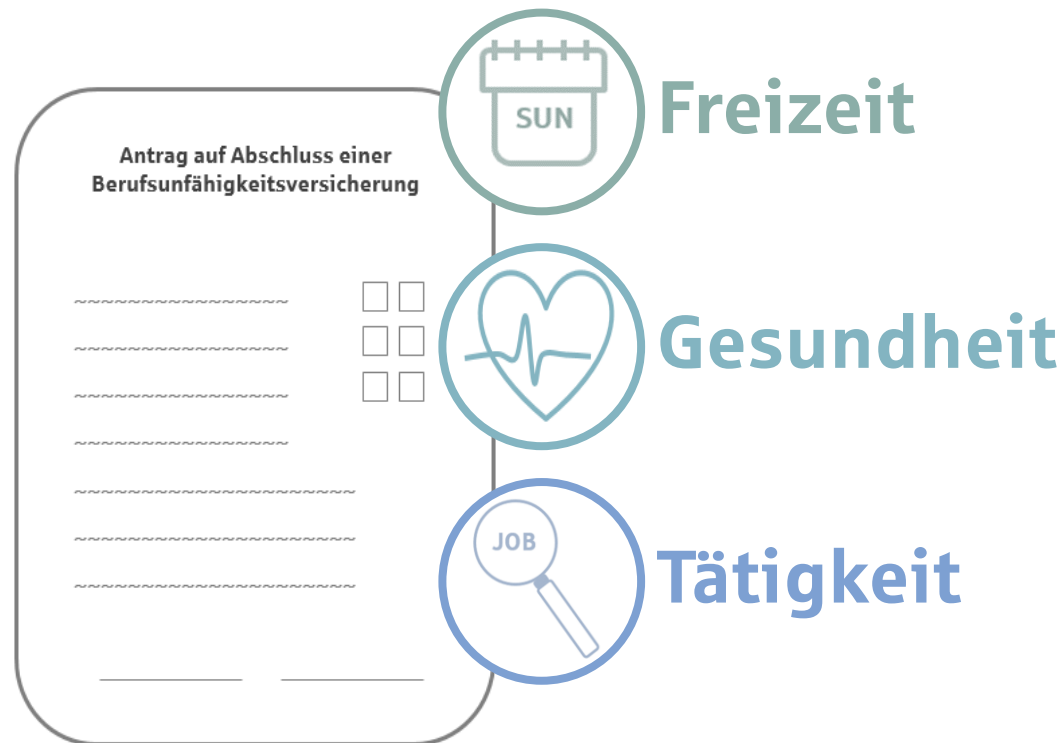 Antrag auf Abschluss einer
Berufsunfähigkeitsversicherung
SUN
Freizeit
Gesundheit
JOB
Tätigkeit